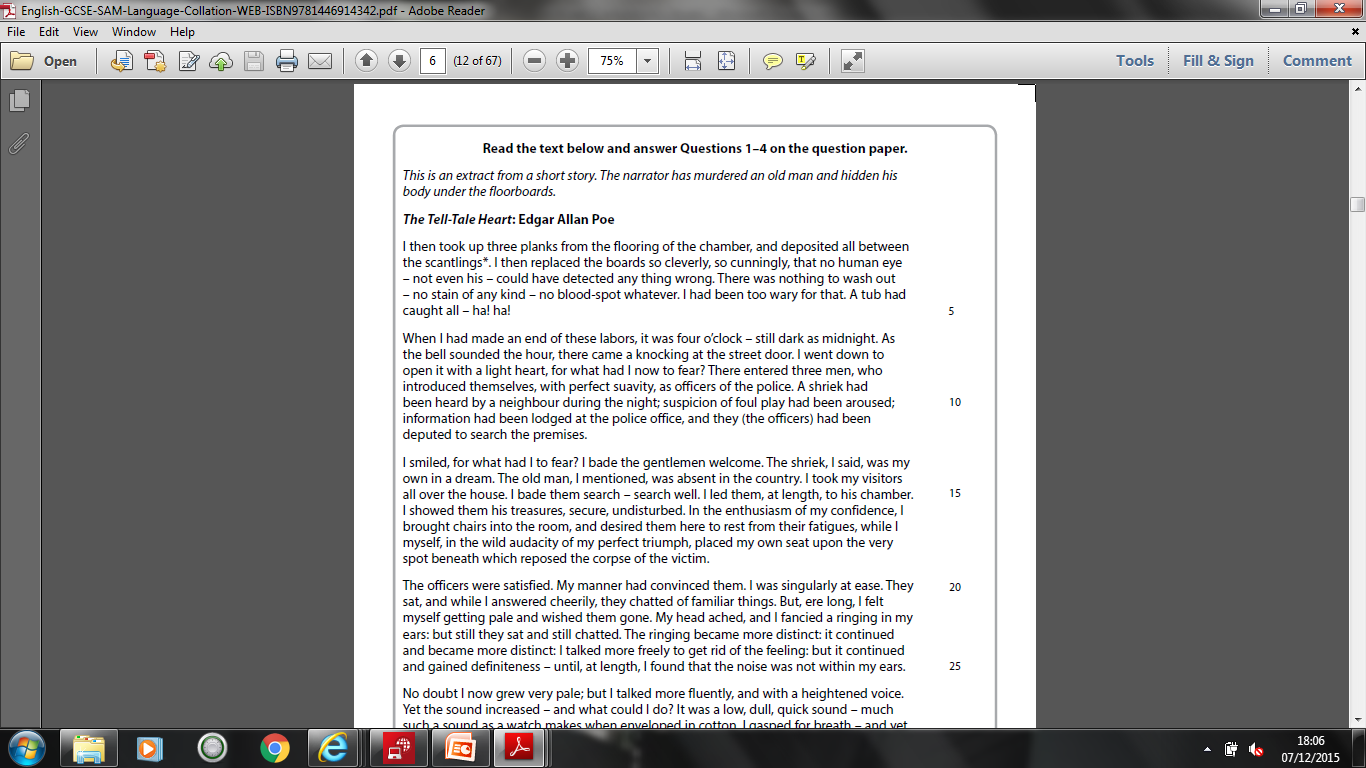 English-GCSE-SAM-Language-Collation-WEB-ISBN9781446914342.pdf - Adobe Reader
File Edit View Window Help
Open 6 (12 of 67) 75% Tools Fill & Sign Comment
Read the text below and answer Questions 1–4 on the question paper.
This is an extract from a short story. The narrator has murdered an old man and hidden his
body under the floorboards.
The Tell-Tale Heart: Edgar Allan Poe
I then took up three planks from the flooring of the chamber, and deposited all between
the scantlings*. I then replaced the boards so cleverly, so cunningly, that no human eye
– not even his – could have detected any thing wrong. There was nothing to wash out
– no stain of any kind – no blood-spot whatever. I had been too wary for that. A tub had
caught all – ha! ha! 5
When I had made an end of these labors, it was four o’clock – still dark as midnight. As
the bell sounded the hour, there came a knocking at the street door. I went down to
open it with a light heart, for what had I now to fear? There entered three men, who
introduced themselves, with perfect suavity, as officers of the police. A shriek had
been heard by a neighbour during the night; suspicion of foul play had been aroused; 10
information had been lodged at the police office, and they (the officers) had been
deputed to search the premises.
I smiled, for what had I to fear? I bade the gentlemen welcome. The shriek, I said, was my
own in a dream. The old man, I mentioned, was absent in the country. I took my visitors
all over the house. I bade them search – search well. I led them, at length, to his chamber. 15
I showed them his treasures, secure, undisturbed. In the enthusiasm of my confidence, I
brought chairs into the room, and desired them here to rest from their fatigues, while I
myself, in the wild audacity of my perfect triumph, placed my own seat upon the very
spot beneath which reposed the corpse of the victim.
The officers were satisfied. My manner had convinced them. I was singularly at ease. They 20
sat, and while I answered cheerily, they chatted of familiar things. But, ere long, I felt
myself getting pale and wished them gone. My head ached, and I fancied a ringing in my
ears: but still they sat and still chatted. The ringing became more distinct: it continued
and became more distinct: I talked more freely to get rid of the feeling: but it continued
and gained definiteness – until, at length, I found that the noise was not within my ears. 25
No doubt I now grew very pale; but I talked more fluently, and with a heightened voice.
Yet the sound increased – and what could I do? It was a low, dull, quick sound – much
such a sound as a watch makes when enveloped in cotton. I gasped for breath – and yet
18:06
07/12/2015